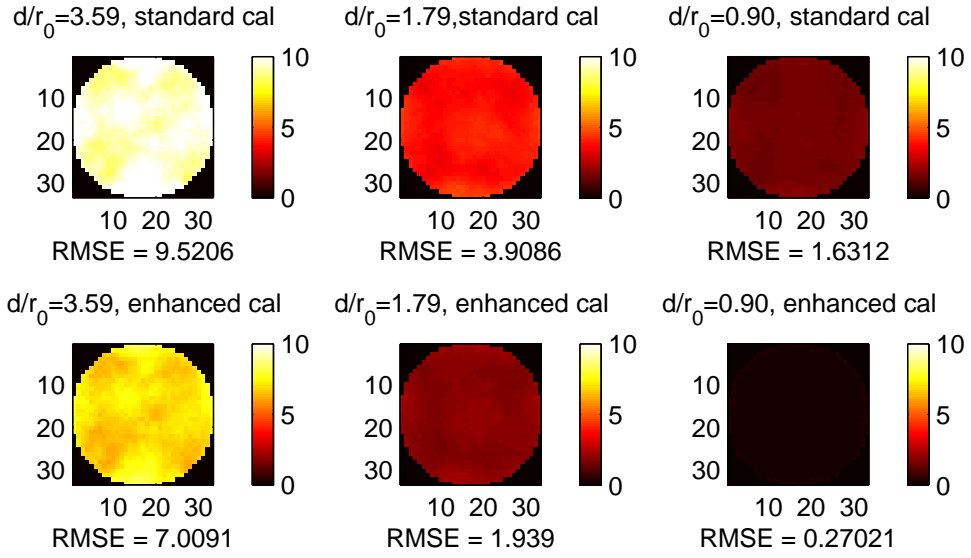 d/r0=3.59, standard cal
10
20
30
10 20 30
10
5
0
RMSE = 9.5206
d/r0=1.79,standard cal
10
20
30
10 20 30
10
5
0
RMSE = 3.9086
d/r0=0.90, standard cal
10
20
30
10 20 30
10
5
0
RMSE = 1.6312
d/r0=3.59, enhanced cal
10
20
30
10 20 30
10
5
0
RMSE = 7.0091
d/r0=1.79, enhanced cal
10
20
30
10 20 30
10
5
0
RMSE = 1.939
d/r0=0.90, enhanced cal
10
20
30
10 20 30
10
5
0
RMSE = 0.27021